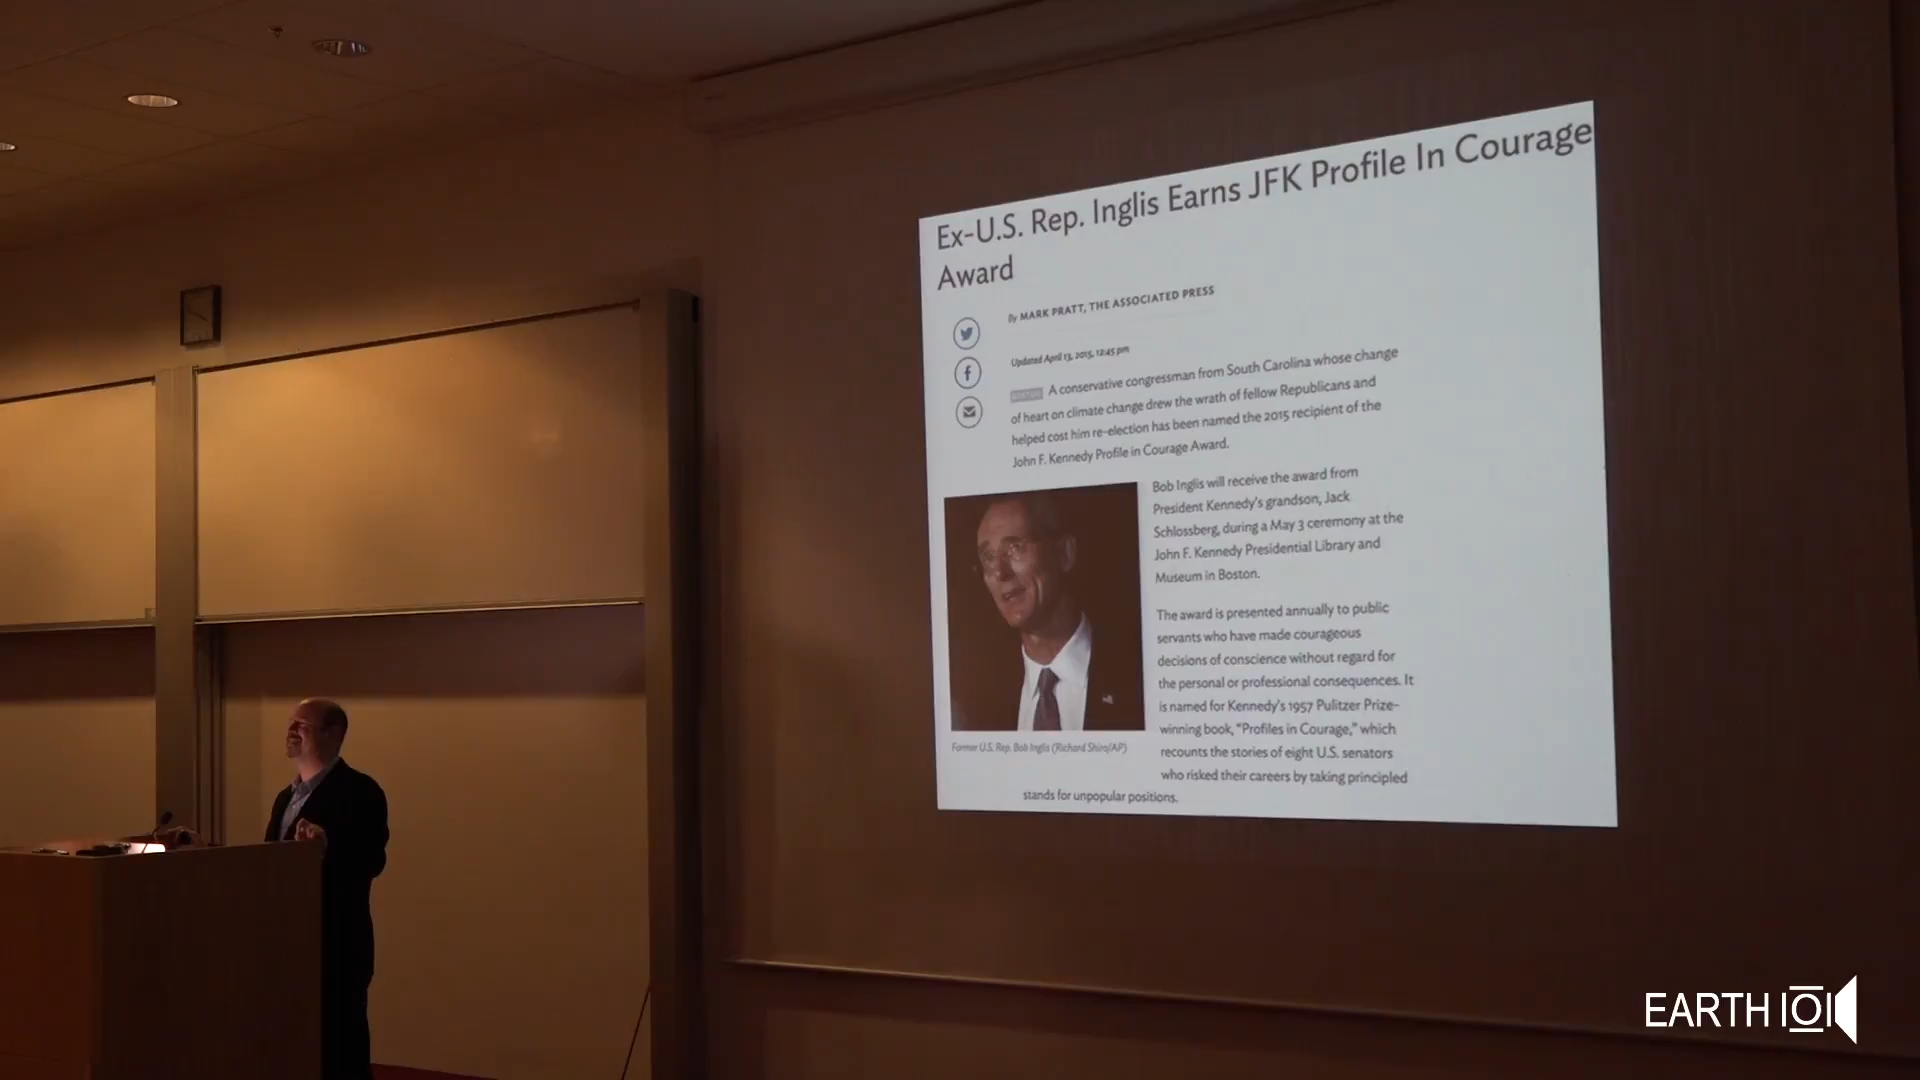 Ex-U.S. Rep. Inglis Earns JFK Profile In Courage
Award
By MARK PRATT, THE ASSOCIATED PRESS
Updated April 13, 2015, 12:45 pm
A conservative congressman from South Carolina whose change
of heart on climate change drew the wrath of fellow Republicans and
helped cost him re-election has been named the 2015 recipient of the
John F. Kennedy Profile in Courage Award.
Bob Inglis will receive the award from
President Kennedy's grandson, Jack
Schlossberg, during a May 3 ceremony at the
John F. Kennedy Presidential Library and
Museum in Boston.
The award is presented annually to public
servants who have made courageous
decisions of conscience without regard for
the personal or professional consequences. It
is named for Kennedy's 1957 Pulitzer Prize-
winning book, "Profiles in Courage," which
recounts the stories of eight U.S. senators
who risked their careers by taking principled
stands for unpopular positions.
Former U.S. Rep. Bob Inglis (Richard Shiro/AP)
EARTH 101